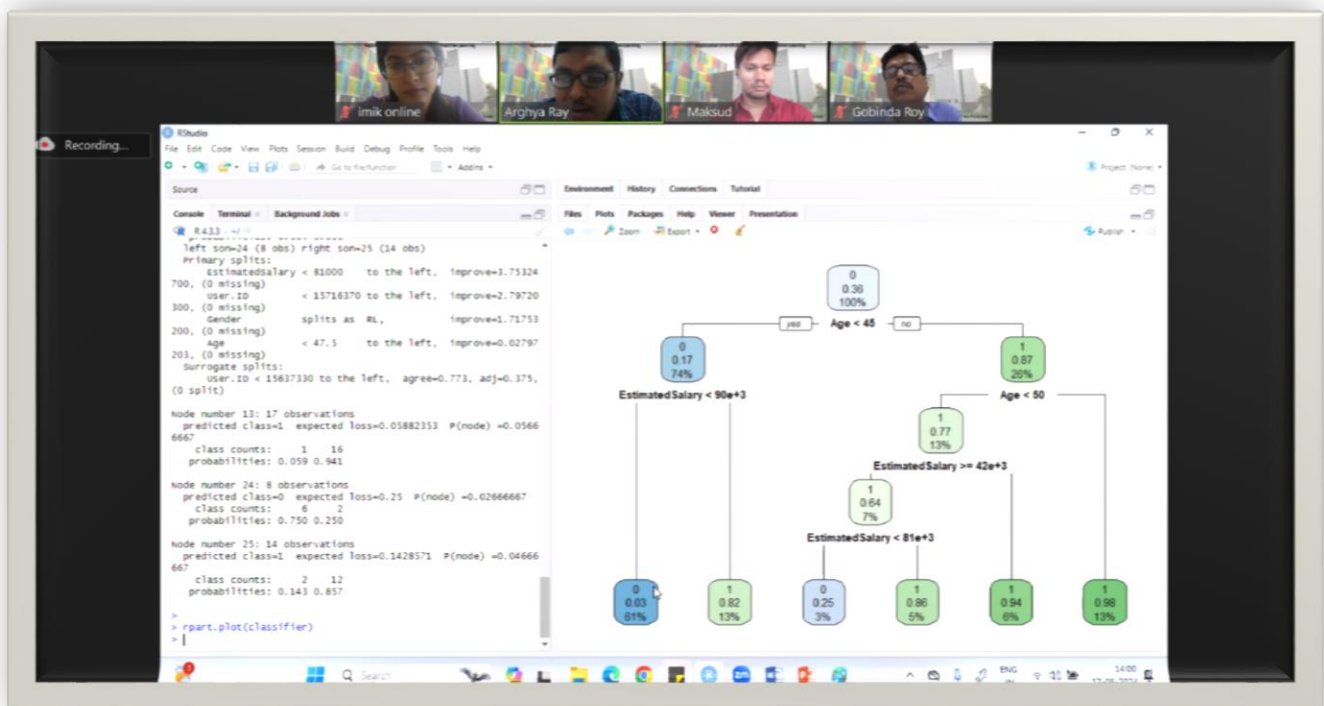 imik online
Arghya Ray
Maksud
Gobinda Roy
Recording...
RStudio
File Edit Code View Plots Session Build Debug Profile Tools Help
Go to file/function
Addins
Project: (None)
Source
Console Terminal Background Jobs
R 4.3.3 · ~/
left son=24 (8 obs) right son=25 (14 obs)
Primary splits:
EstimatedSalary < 81000 to the left, improve=3.75324
700, (0 missing)
User.ID < 15716370 to the left, improve=2.79720
300, (0 missing)
Gender splits as RL, improve=1.71753
200, (0 missing)
Age < 47.5 to the left, improve=0.02797
203, (0 missing)
Surrogate splits:
User.ID < 15637330 to the left, agree=0.773, adj=0.375,
(0 split)
Node number 13: 17 observations
predicted class=1 expected loss=0.05882353 P(node) =0.0566
6667
class counts: 1 16
probabilities: 0.059 0.941
Node number 24: 8 observations
predicted class=0 expected loss=0.25 P(node) =0.02666667
class counts: 6 2
probabilities: 0.750 0.250
Node number 25: 14 observations
predicted class=1 expected loss=0.1428571 P(node) =0.04666
667
class counts: 2 12
probabilities: 0.143 0.857
>
> rpart.plot(classifier)
>
Environment History Connections Tutorial
Files Plots Packages Help Viewer Presentation
Zoom Export Publish
0
0.36
100%
yes Age < 45 no
0
0.17
74%
EstimatedSalary < 90e+3
1
0.87
26%
Age < 50
1
0.77
13%
EstimatedSalary >= 42e+3
1
0.64
7%
EstimatedSalary < 81e+3
0
0.03
61%
1
0.82
13%
0
0.25
3%
1
0.86
5%
1
0.94
6%
1
0.98
13%
Search
zm
ENG
IN
14:00